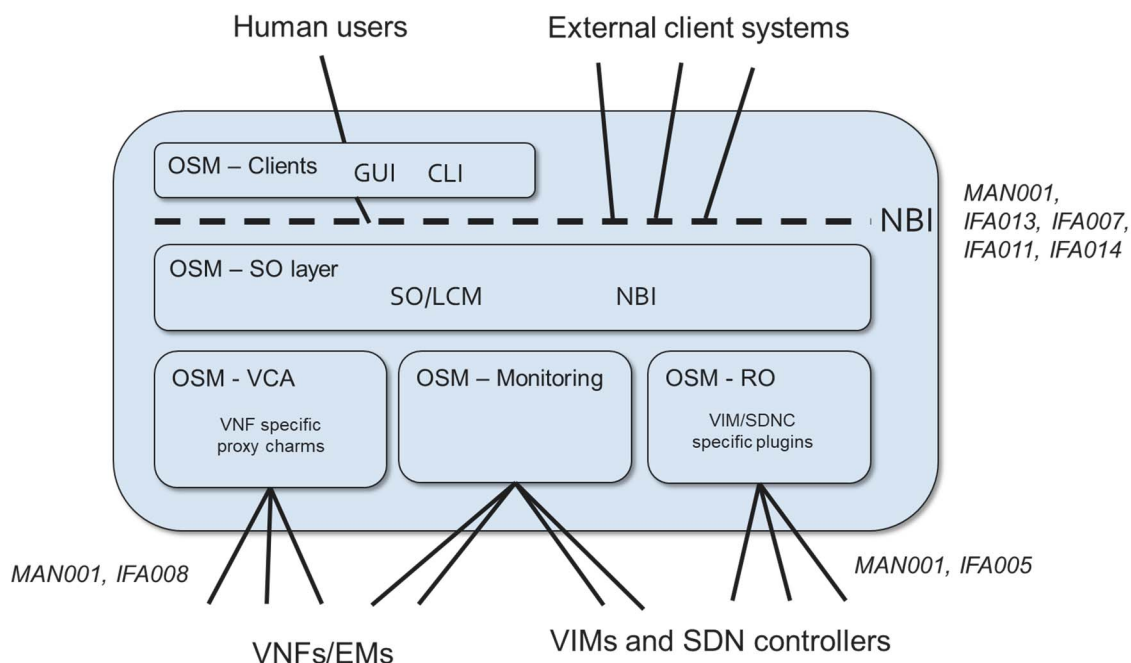 Human users
External client systems
OSM – Clients
GUI CLI
NBI
MAN001,
IFA013, IFA007,
IFA011, IFA014
OSM – SO layer
SO/LCM
NBI
OSM - VCA
VNF specific
proxy charms
OSM – Monitoring
OSM - RO
VIM/SDNC
specific plugins
MAN001, IFA008
MAN001, IFA005
VNFs/EMs
VIMs and SDN controllers